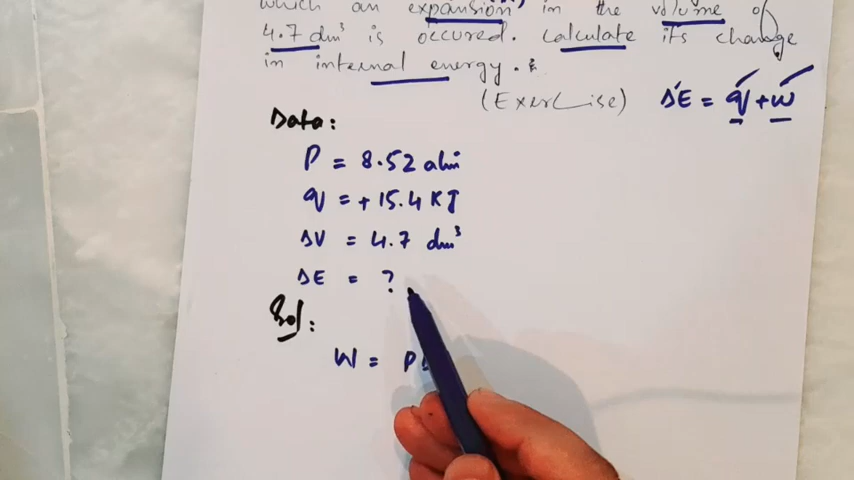 which an expansion in the volume of
4.7 dm³ is occured. Calculate its change
in internal energy.
(Exercise) ΔE = q + w
Data:
P = 8.52 atm
q = + 15.4 KJ
ΔV = 4.7 dm³
ΔE = ?
Sol:
W = P